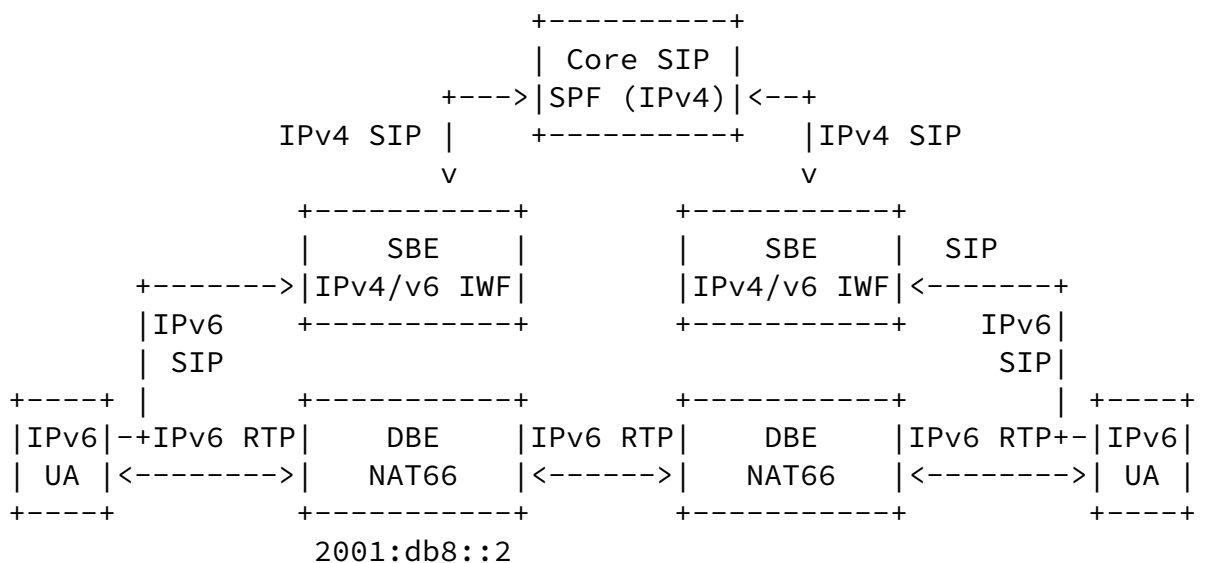 Core SIP
SPF (IPv4)
IPv4 SIP IPv4 SIP
SBE SBE SIP
IPv4/v6 IWF IPv4/v6 IWF
IPv6 IPv6
SIP SIP
IPv6 IPv6 RTP DBE IPv6 RTP DBE IPv6 RTP IPv6
UA NAT66 NAT66 UA
2001:db8::2